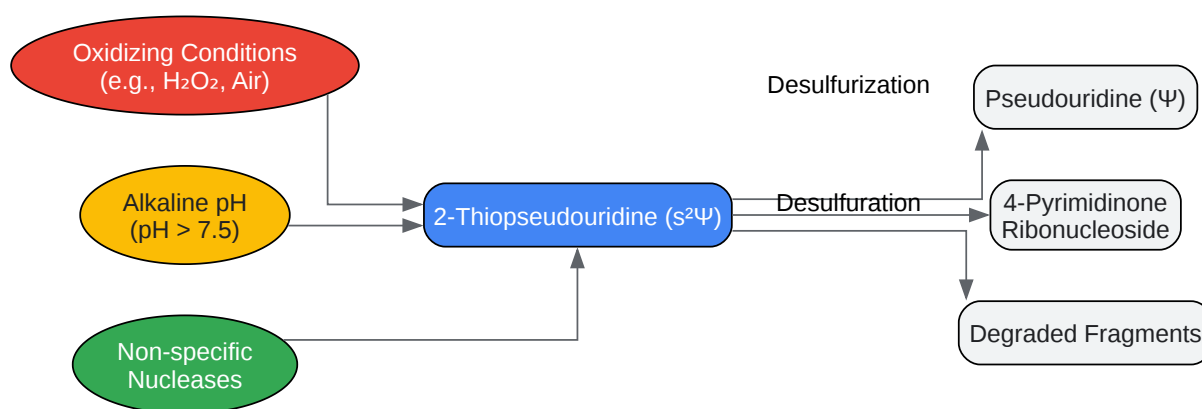 Oxidizing Conditions
(e.g., H₂O₂, Air)
Desulfurization
Pseudouridine (Ψ)
Alkaline pH
(pH > 7.5)
2-Thiopseudouridine (s²Ψ)
Desulfuration
4-Pyrimidinone
Ribonucleoside
Non-specific
Nucleases
Degraded Fragments